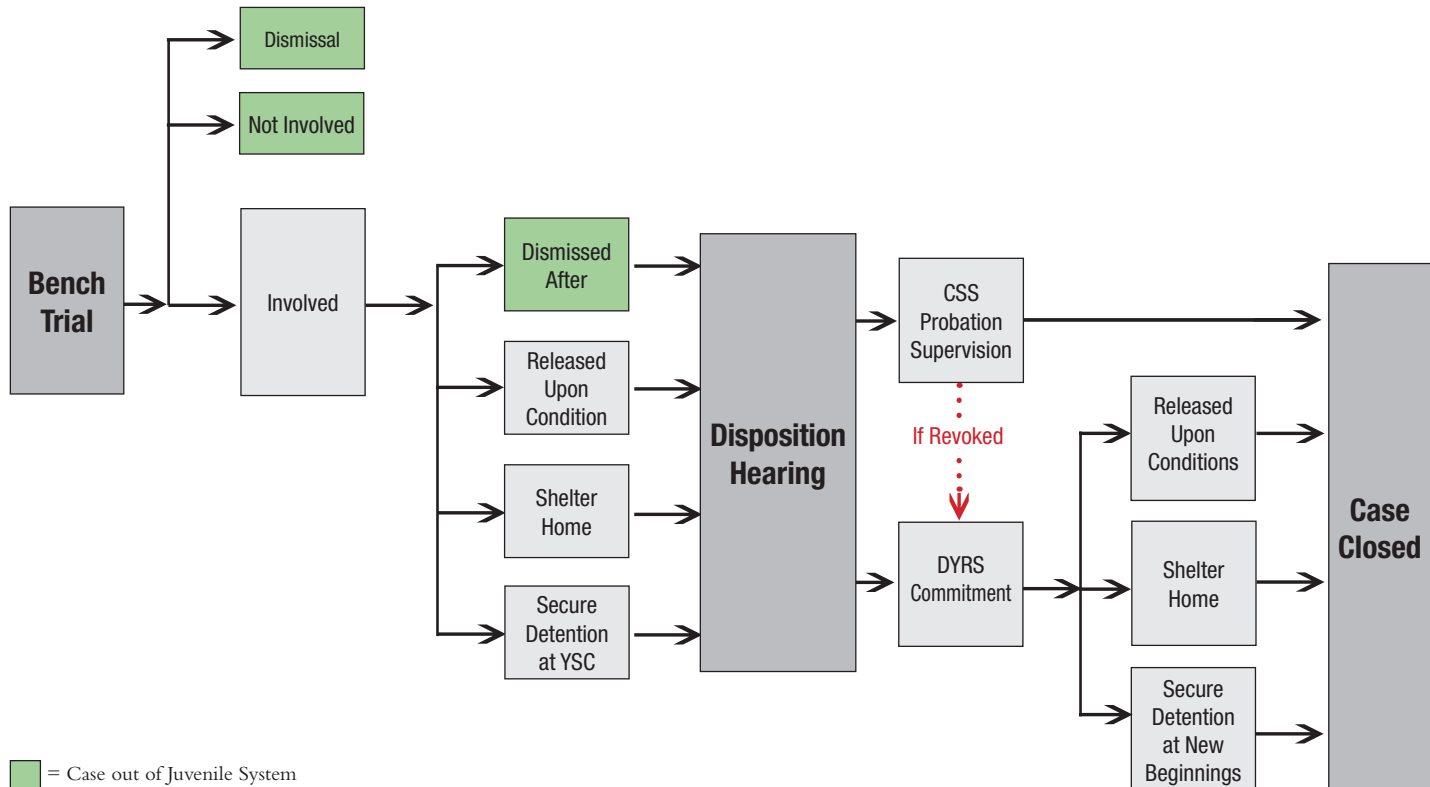 Dismissal
Not Involved
Bench
Trial
Involved
Dismissed
After
Released
Upon
Condition
Shelter
Home
Secure
Detention
at YSC
Disposition
Hearing
CSS
Probation
Supervision
If Revoked
DYRS
Commitment
Released
Upon
Conditions
Shelter
Home
Secure
Detention
at New
Beginnings
Case
Closed
= Case out of Juvenile System